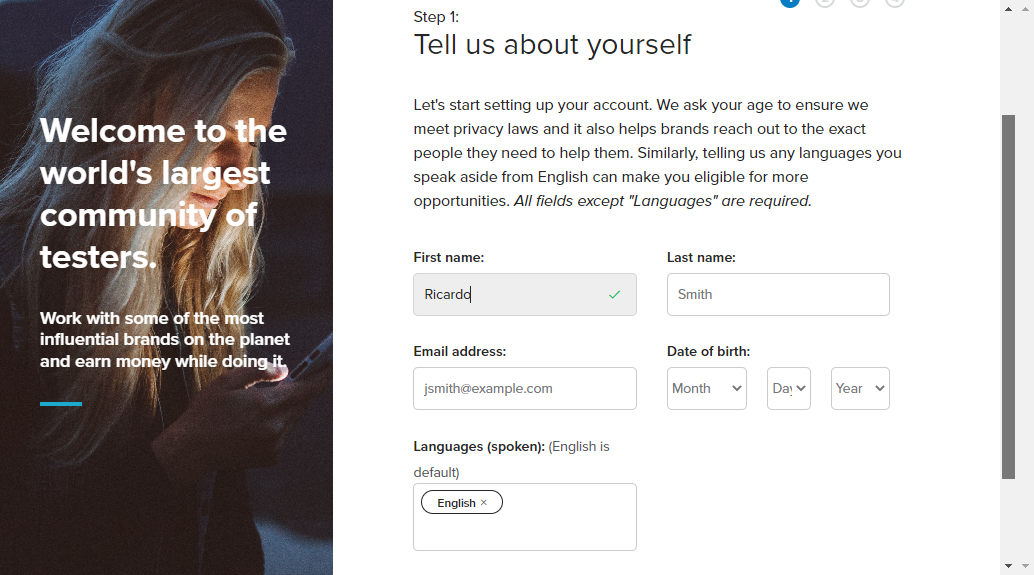 Welcome to the
world's largest
community of
testers.
Work with some of the most
influential brands on the planet
and earn money while doing it.
Step 1:
Tell us about yourself
Let's start setting up your account. We ask your age to ensure we
meet privacy laws and it also helps brands reach out to the exact
people they need to help them. Similarly, telling us any languages you
speak aside from English can make you eligible for more
opportunities. All fields except "Languages" are required.
First name: Last name:
Ricardo Smith
Email address: Date of birth:
jsmith@example.com Month Day Year
Languages (spoken): (English is
default)
English ×